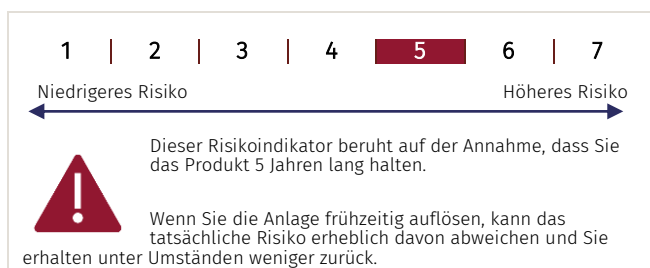 1 | 2 | 3 | 4 | 5 | 6 | 7
Niedrigeres Risiko Höheres Risiko
Dieser Risikoindikator beruht auf der Annahme, dass Sie
das Produkt 5 Jahren lang halten.
Wenn Sie die Anlage frühzeitig auflösen, kann das
tatsächliche Risiko erheblich davon abweichen und Sie
erhalten unter Umständen weniger zurück.